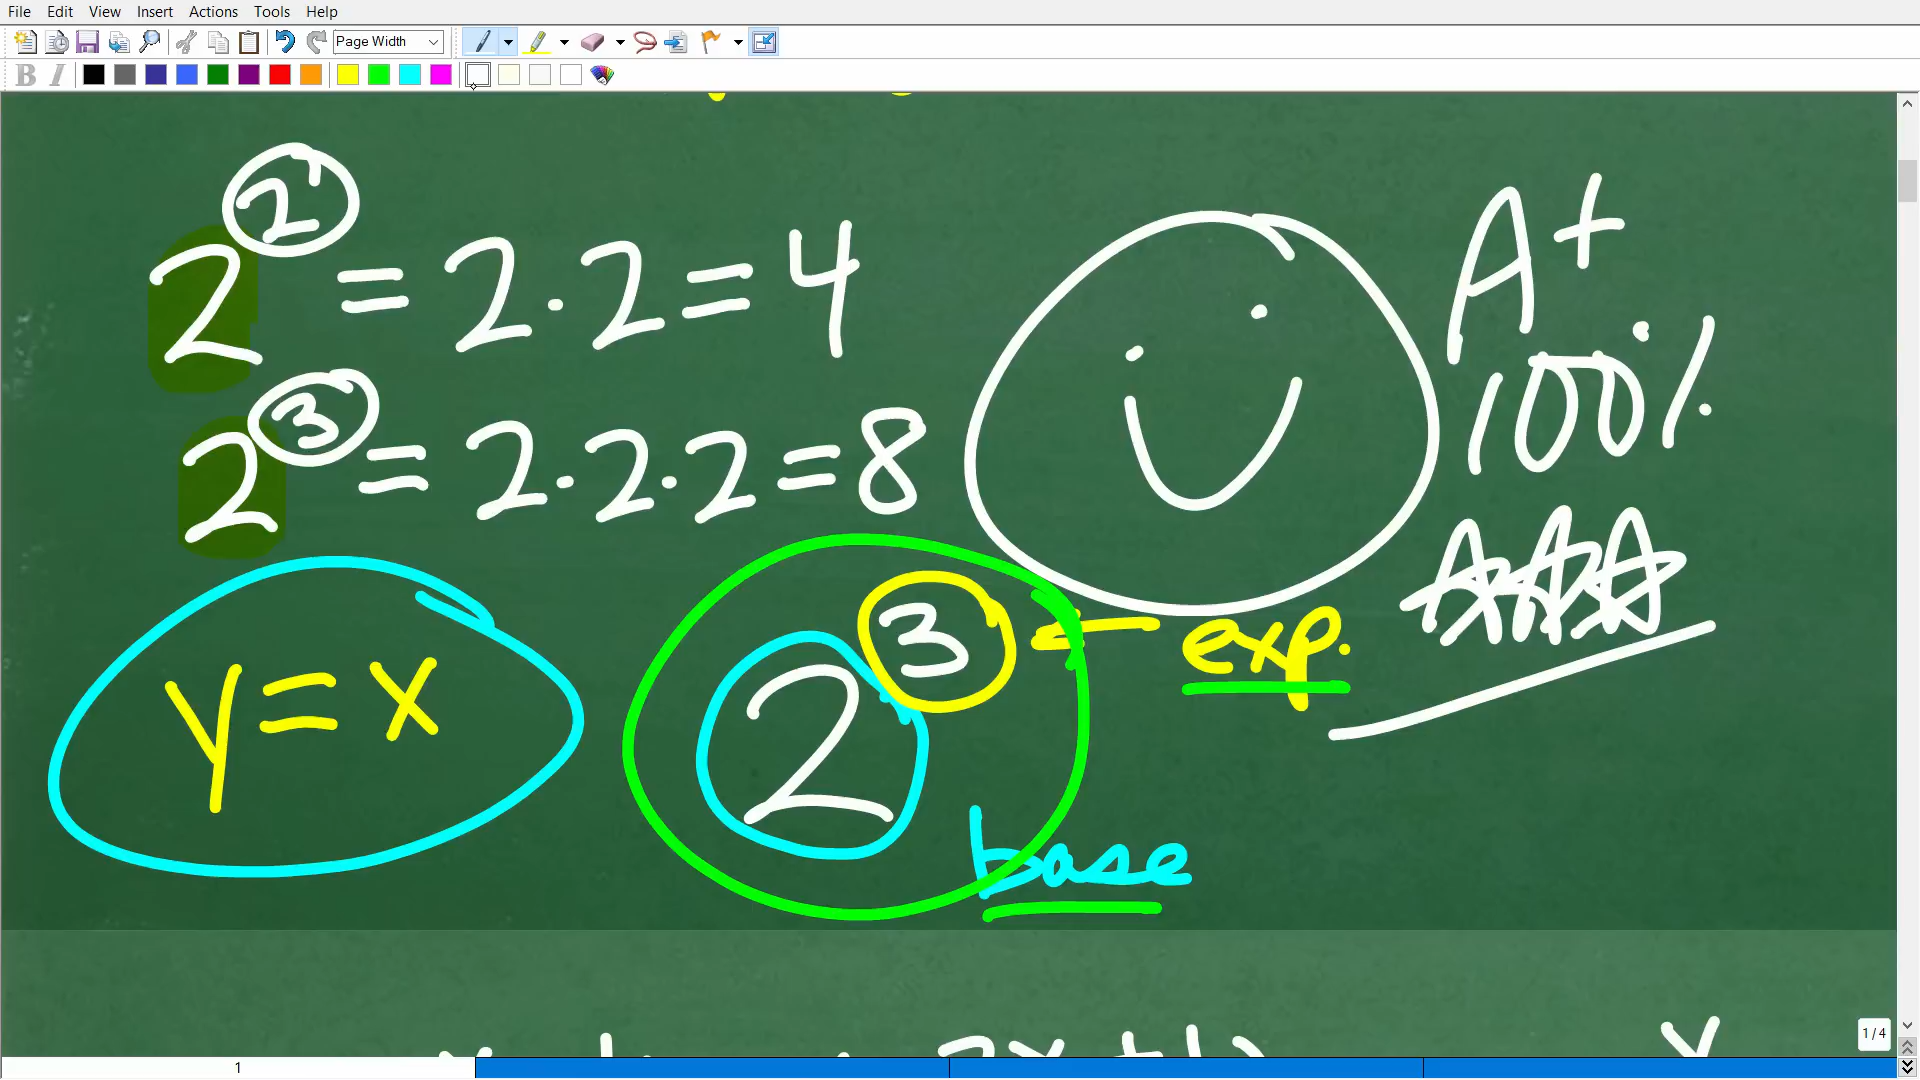 File Edit View Insert Actions Tools Help
Page Width
B I
2² = 2·2=4
2³ = 2·2·2=8
A+
100%
y=x
2³
exp.
base
1 / 4
1